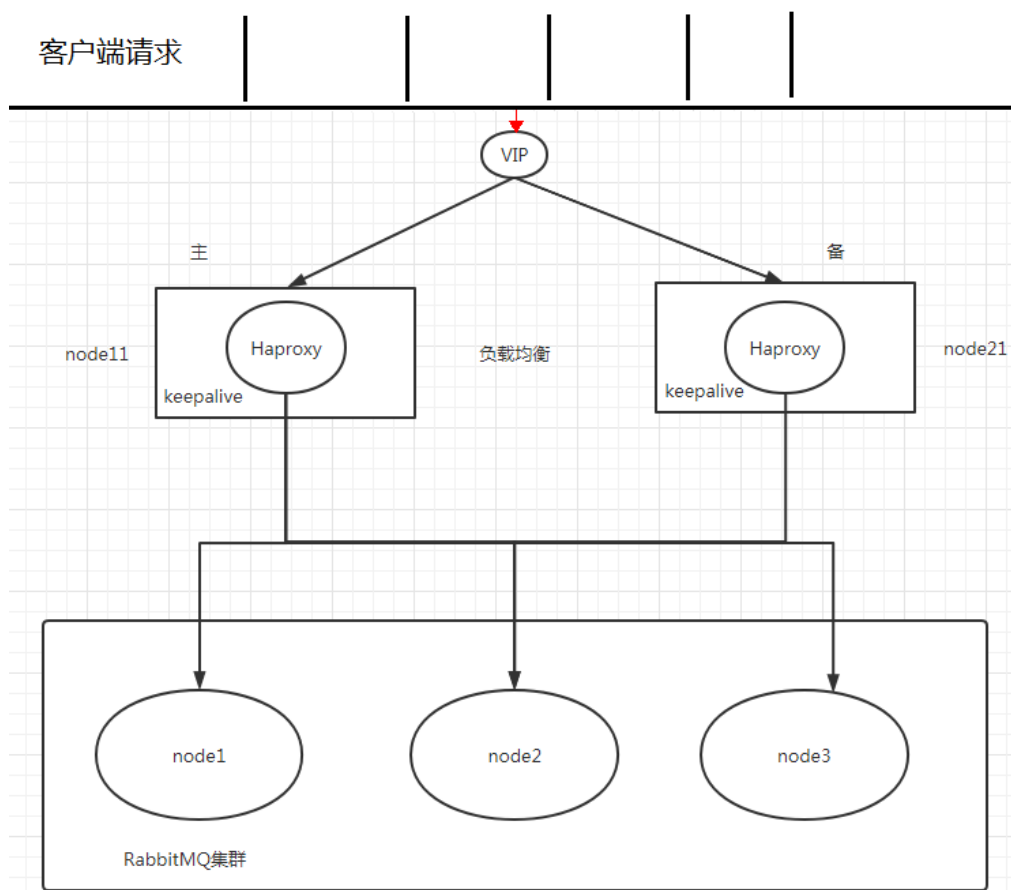 客户端请求
VIP
主
备
Haproxy
Haproxy
node11
负载均衡
node21
keepalive
keepalive
node1
node2
node3
RabbitMQ集群